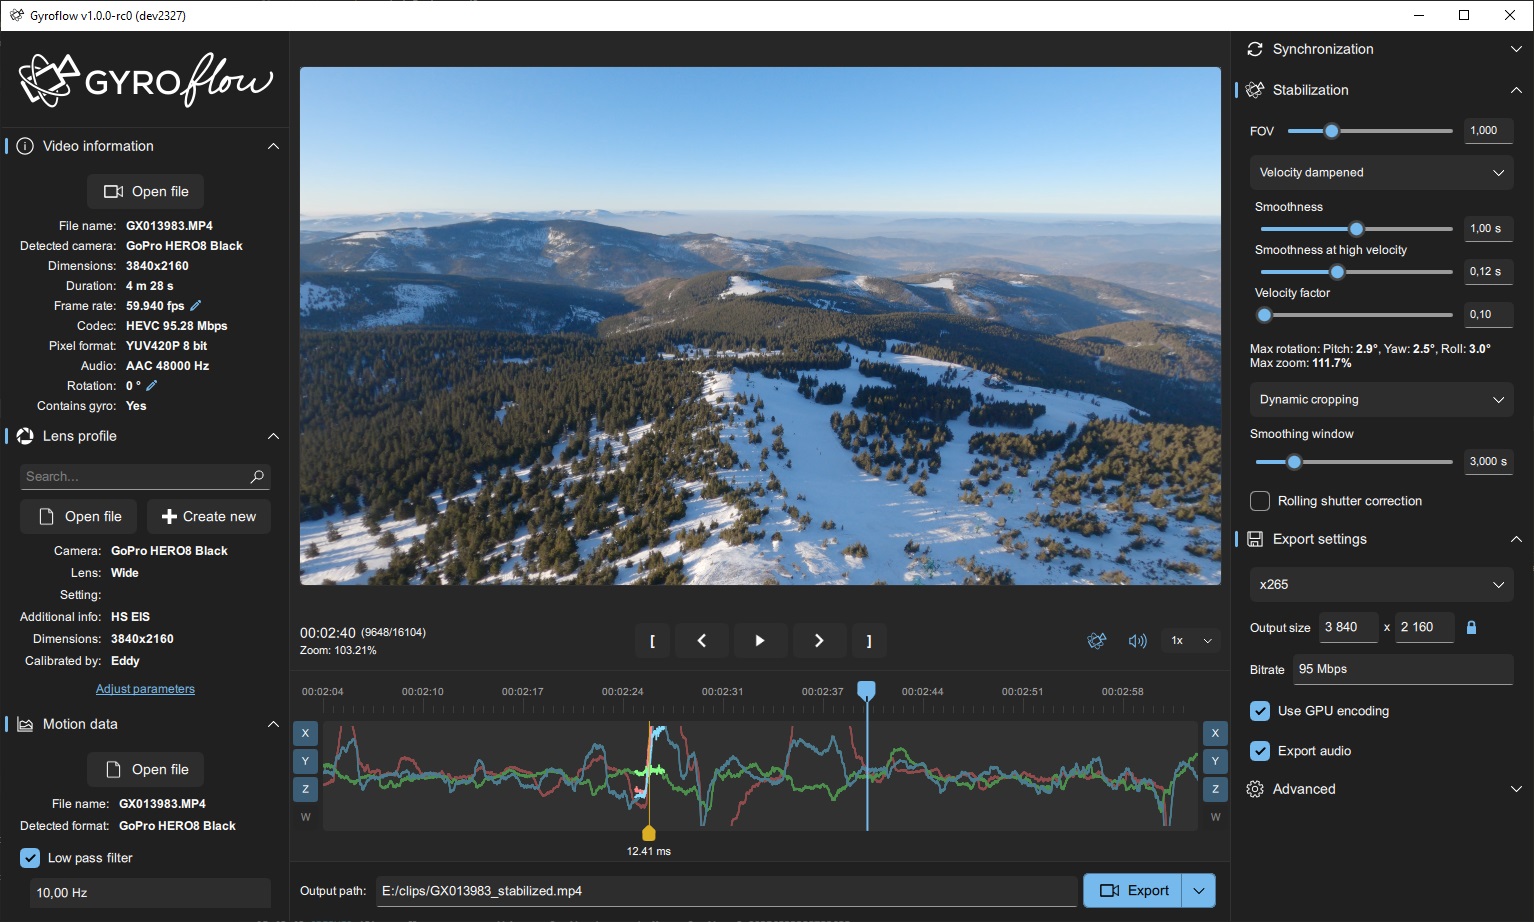 Gyroflow v1.0.0-rc0 (dev2327)
GYROflow
Video information
Open file
File name: GX013983.MP4
Detected camera: GoPro HERO8 Black
Dimensions: 3840x2160
Duration: 4 m 28 s
Frame rate: 59.940 fps
Codec: HEVC 95.28 Mbps
Pixel format: YUV420P 8 bit
Audio: AAC 48000 Hz
Rotation: 0 °
Contains gyro: Yes
Lens profile
Search...
Open file
Create new
Camera: GoPro HERO8 Black
Lens: Wide
Setting:
Additional info: HS EIS
Dimensions: 3840x2160
Calibrated by: Eddy
Adjust parameters
Motion data
Open file
File name: GX013983.MP4
Detected format: GoPro HERO8 Black
Low pass filter
10,00 Hz
00:02:40 (9648/16104)
Zoom: 103.21%
[
]
1x
00:02:04 00:02:10 00:02:17 00:02:24 00:02:31 00:02:37 00:02:44 00:02:51 00:02:58
X
Y
Z
W
X
Y
Z
W
12.41 ms
Output path: E:/clips/GX013983_stabilized.mp4
Export
Synchronization
Stabilization
FOV 1,000
Velocity dampened
Smoothness
1,00 s
Smoothness at high velocity
0,12 s
Velocity factor
0,10
Max rotation: Pitch: 2.9°, Yaw: 2.5°, Roll: 3.0°
Max zoom: 111.7%
Dynamic cropping
Smoothing window
3,000 s
Rolling shutter correction
Export settings
x265
Output size 3 840 x 2 160
Bitrate 95 Mbps
Use GPU encoding
Export audio
Advanced